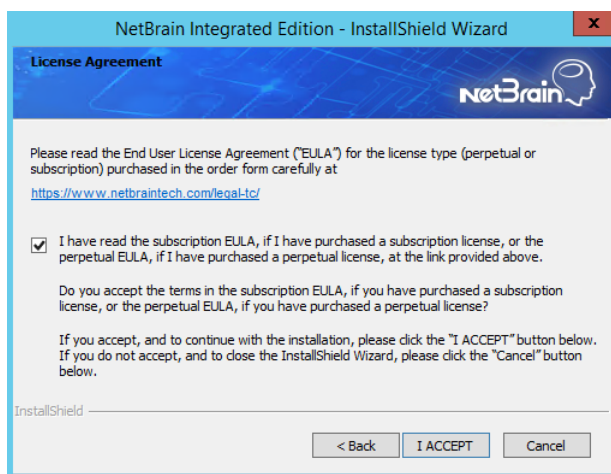 NetBrain Integrated Edition - InstallShield Wizard
x
License Agreement
NetBrain
Please read the End User License Agreement ("EULA") for the license type (perpetual or
subscription) purchased in the order form carefully at
https://www.netbraintech.com/legal-tc/
I have read the subscription EULA, if I have purchased a subscription license, or the
perpetual EULA, if I have purchased a perpetual license, at the link provided above.
Do you accept the terms in the subscription EULA, if you have purchased a subscription
license, or the perpetual EULA, if you have purchased a perpetual license?
If you accept, and to continue with the installation, please click the "I ACCEPT" button below.
If you do not accept, and to close the InstallShield Wizard, please click the "Cancel" button
below.
InstallShield
< Back I ACCEPT Cancel